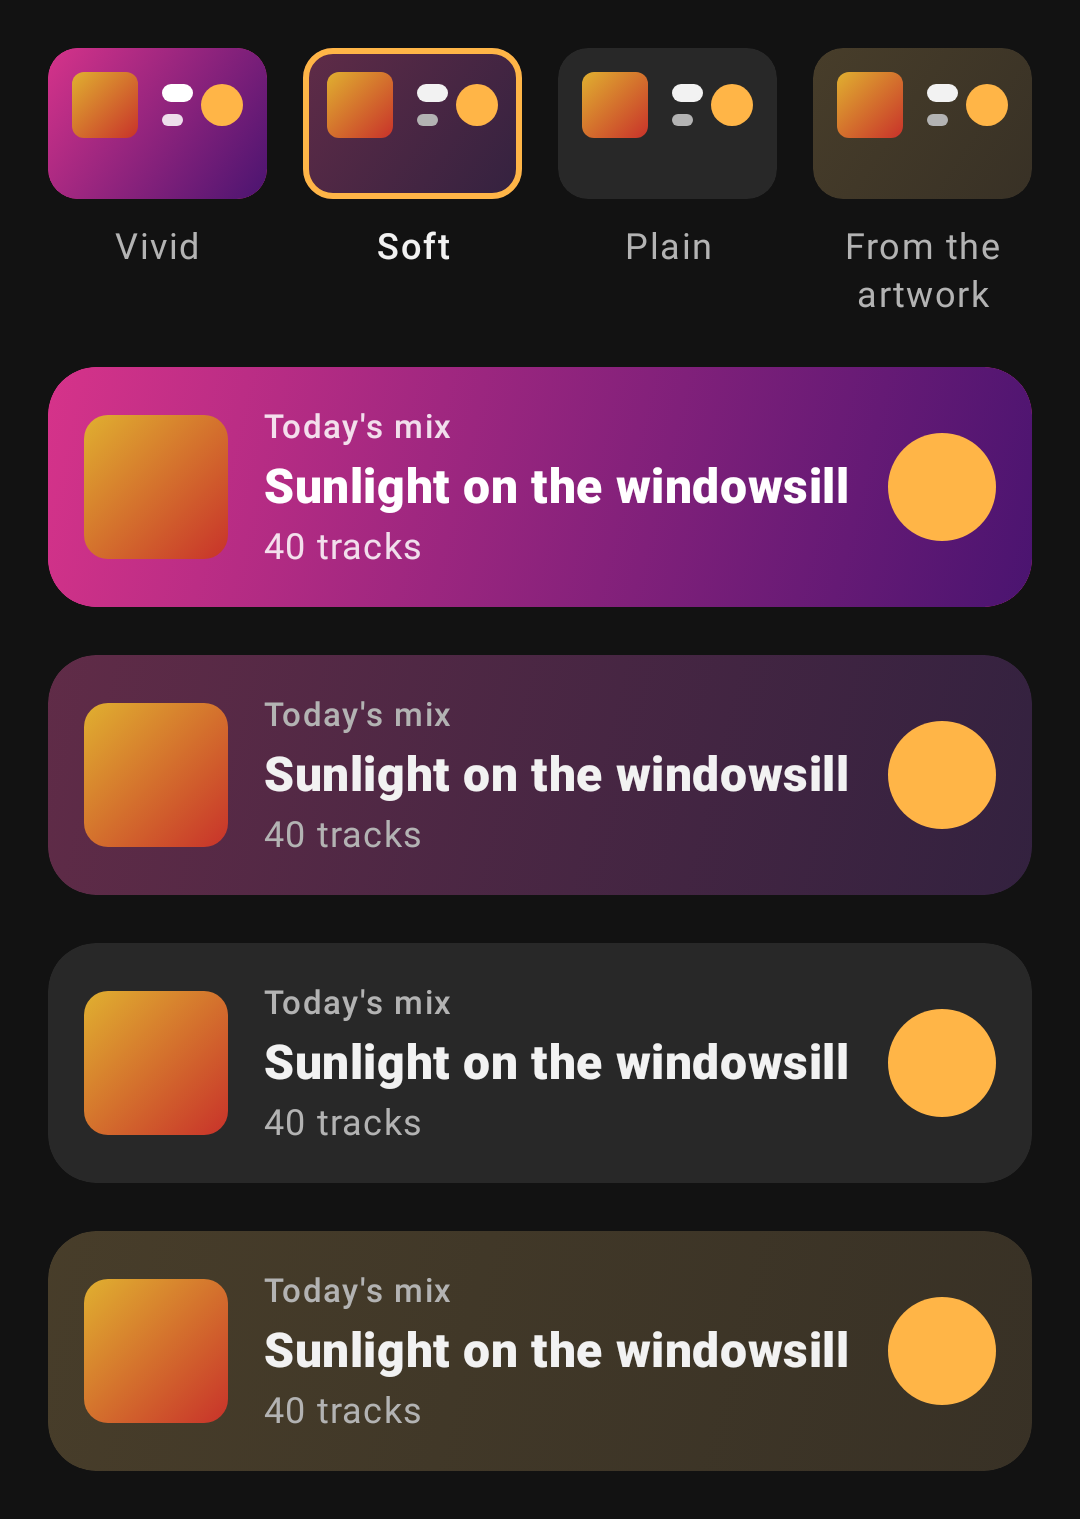 Vivid
Soft
Plain
From the
artwork
Today's mix
Sunlight on the windowsill
40 tracks
Today's mix
Sunlight on the windowsill
40 tracks
Today's mix
Sunlight on the windowsill
40 tracks
Today's mix
Sunlight on the windowsill
40 tracks